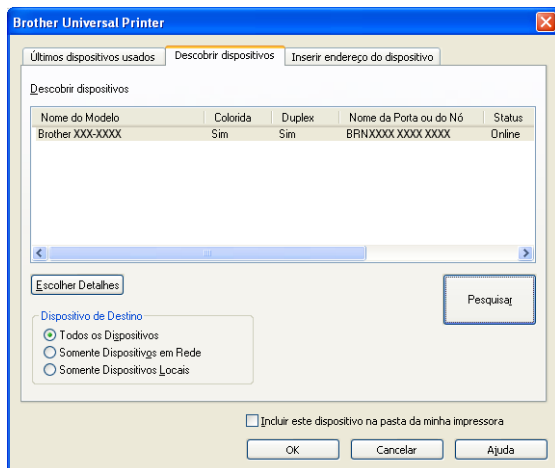 Brother Universal Printer
Últimos dispositivos usados Descobrir dispositivos Inserir endereço do dispositivo
Descobrir dispositivos
Nome do Modelo Colorida Duplex Nome da Porta ou do Nó Status
Brother XXX-XXXX Sim Sim BRNXXXX XXXX XXXX Online
Escolher Detalhes
Pesquisar
Dispositivo de Destino
Todos os Dispositivos
Somente Dispositivos em Rede
Somente Dispositivos Locais
Incluir este dispositivo na pasta da minha impressora
OK Cancelar Ajuda